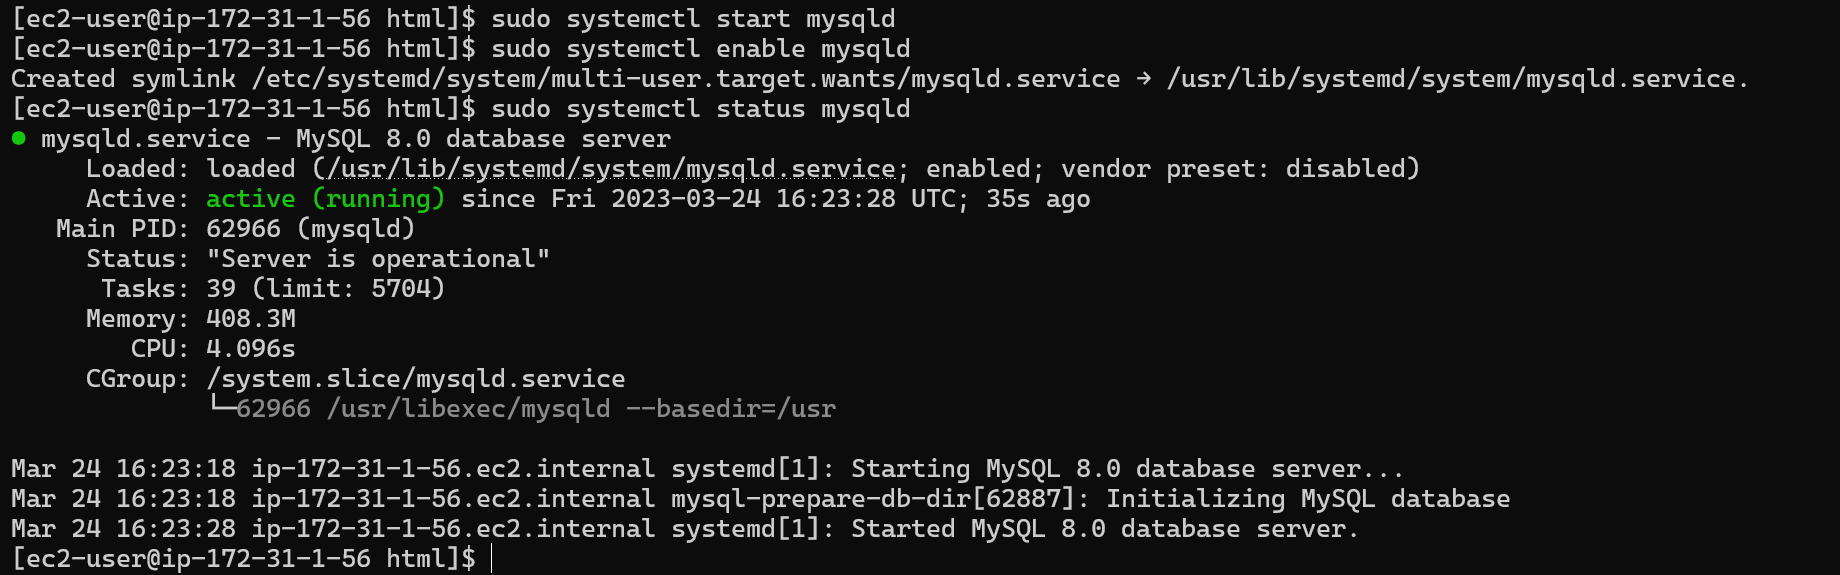 [ec2-user@ip-172-31-1-56 html]$ sudo systemctl start mysqld
[ec2-user@ip-172-31-1-56 html]$ sudo systemctl enable mysqld
Created symlink /etc/systemd/system/multi-user.target.wants/mysqld.service → /usr/lib/systemd/system/mysqld.service.
[ec2-user@ip-172-31-1-56 html]$ sudo systemctl status mysqld
● mysqld.service - MySQL 8.0 database server
     Loaded: loaded (/usr/lib/systemd/system/mysqld.service; enabled; vendor preset: disabled)
     Active: active (running) since Fri 2023-03-24 16:23:28 UTC; 35s ago
   Main PID: 62966 (mysqld)
     Status: "Server is operational"
      Tasks: 39 (limit: 5704)
     Memory: 408.3M
        CPU: 4.096s
     CGroup: /system.slice/mysqld.service
             └─62966 /usr/libexec/mysqld --basedir=/usr

Mar 24 16:23:18 ip-172-31-1-56.ec2.internal systemd[1]: Starting MySQL 8.0 database server...
Mar 24 16:23:18 ip-172-31-1-56.ec2.internal mysql-prepare-db-dir[62887]: Initializing MySQL database
Mar 24 16:23:28 ip-172-31-1-56.ec2.internal systemd[1]: Started MySQL 8.0 database server.
[ec2-user@ip-172-31-1-56 html]$